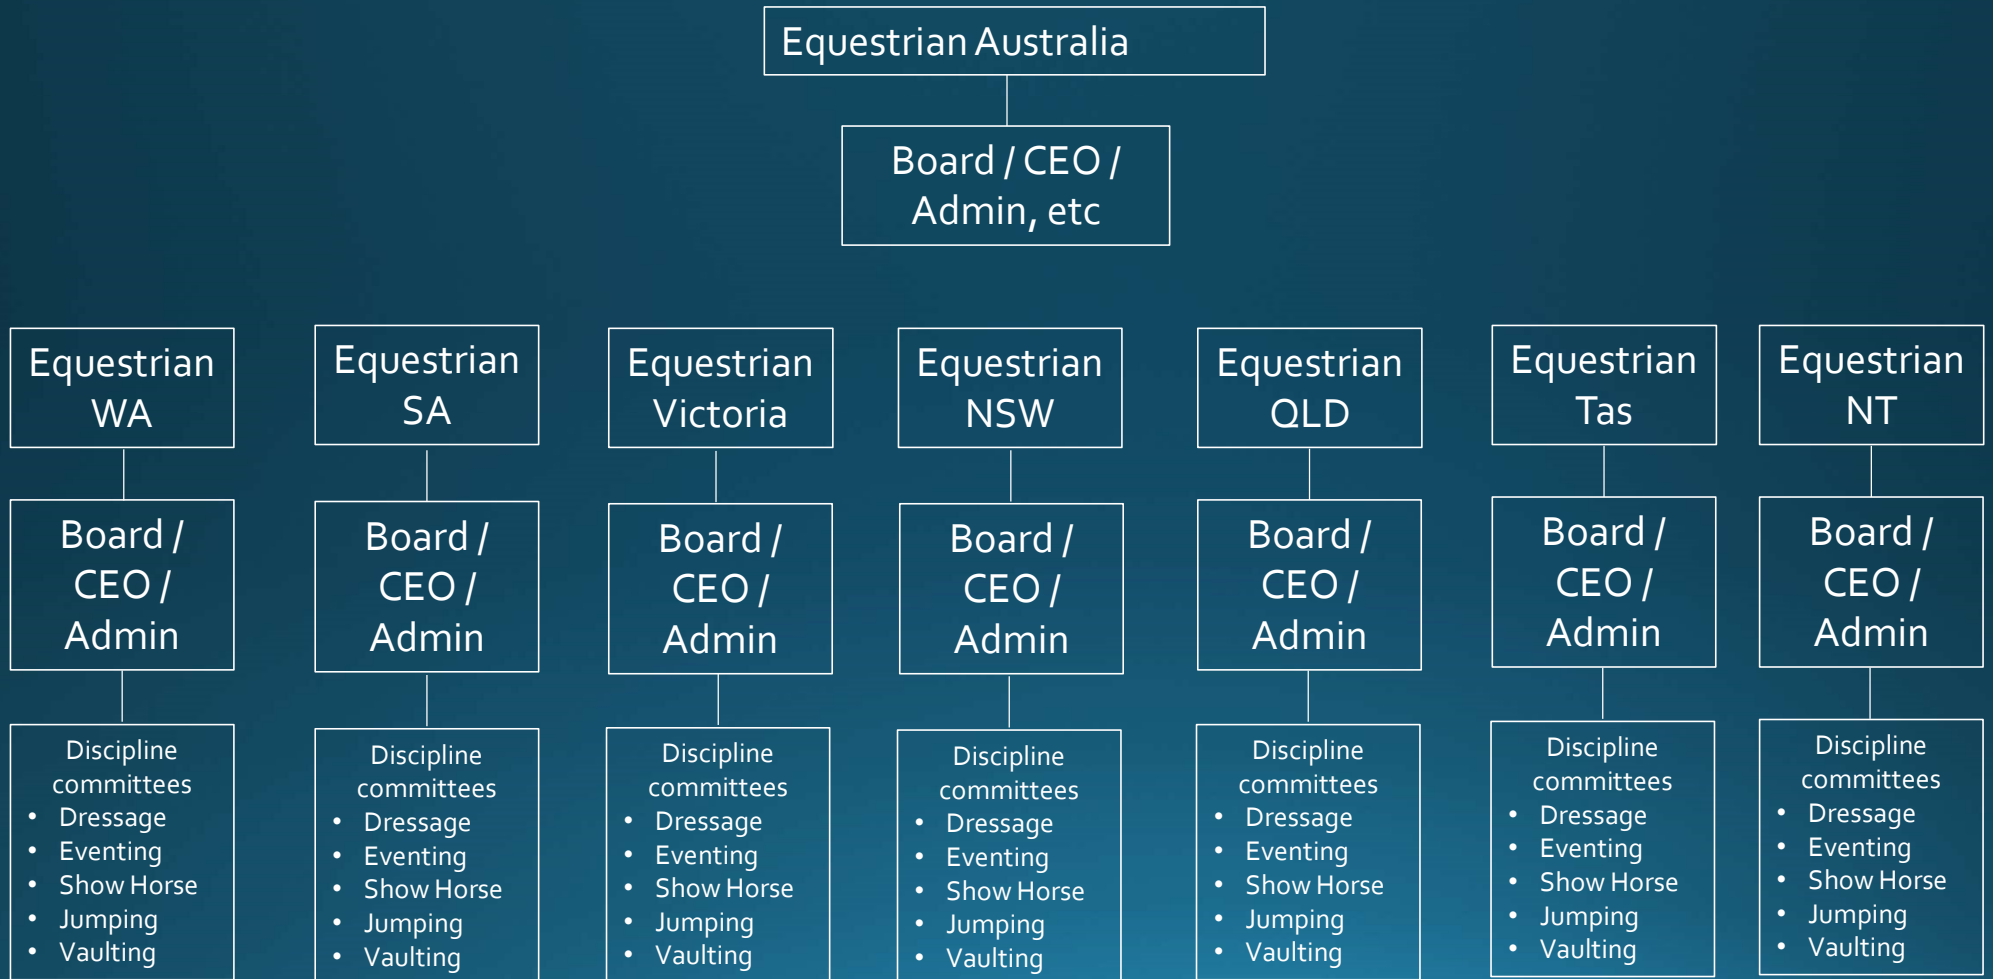 Equestrian Australia
Board / CEO /
Admin, etc
Equestrian
WA
Board /
CEO /
Admin
Discipline
committees
• Dressage
• Eventing
• Show Horse
• Jumping
• Vaulting
Equestrian
SA
Board /
CEO /
Admin
Discipline
committees
• Dressage
• Eventing
• Show Horse
• Jumping
• Vaulting
Equestrian
Victoria
Board /
CEO /
Admin
Discipline
committees
• Dressage
• Eventing
• Show Horse
• Jumping
• Vaulting
Equestrian
NSW
Board /
CEO /
Admin
Discipline
committees
• Dressage
• Eventing
• Show Horse
• Jumping
• Vaulting
Equestrian
QLD
Board /
CEO /
Admin
Discipline
committees
• Dressage
• Eventing
• Show Horse
• Jumping
• Vaulting
Equestrian
Tas
Board /
CEO /
Admin
Discipline
committees
• Dressage
• Eventing
• Show Horse
• Jumping
• Vaulting
Equestrian
NT
Board /
CEO /
Admin
Discipline
committees
• Dressage
• Eventing
• Show Horse
• Jumping
• Vaulting